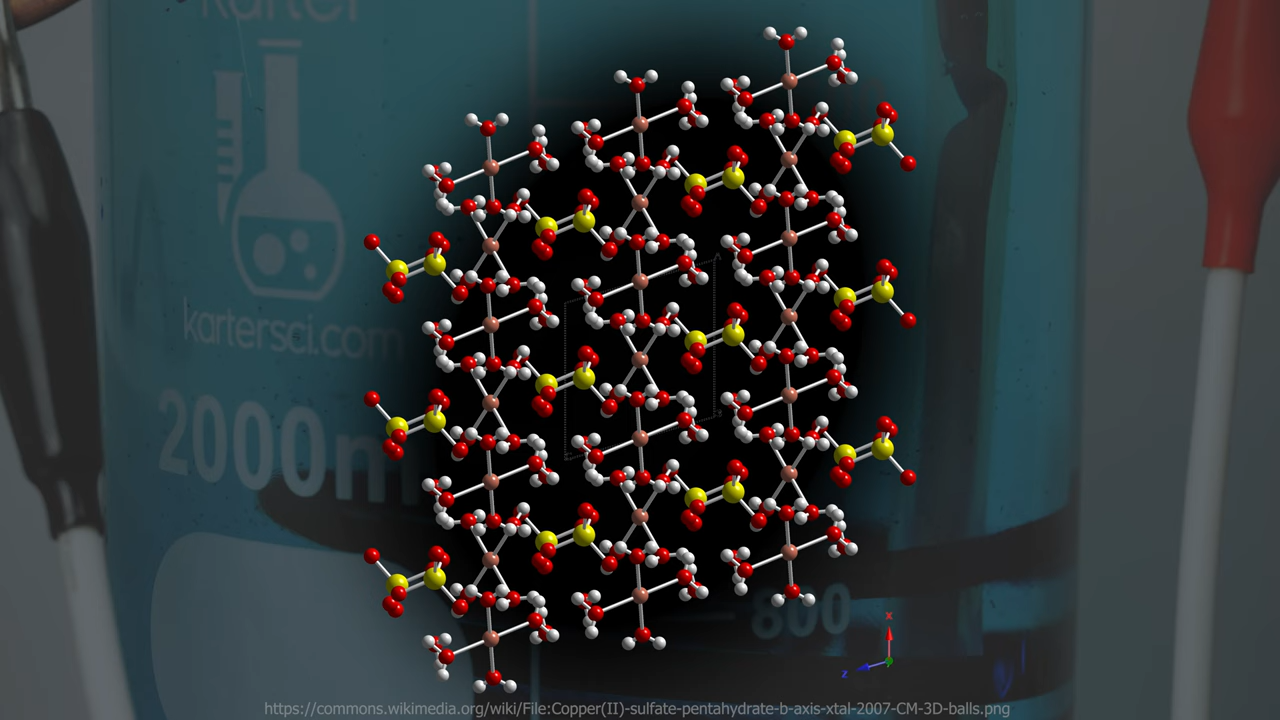 karter
kartersci.com
2000m
800
x
z
https://commons.wikimedia.org/wiki/File:Copper(II)-sulfate-pentahydrate-b-axis-xtal-2007-CM-3D-balls.png